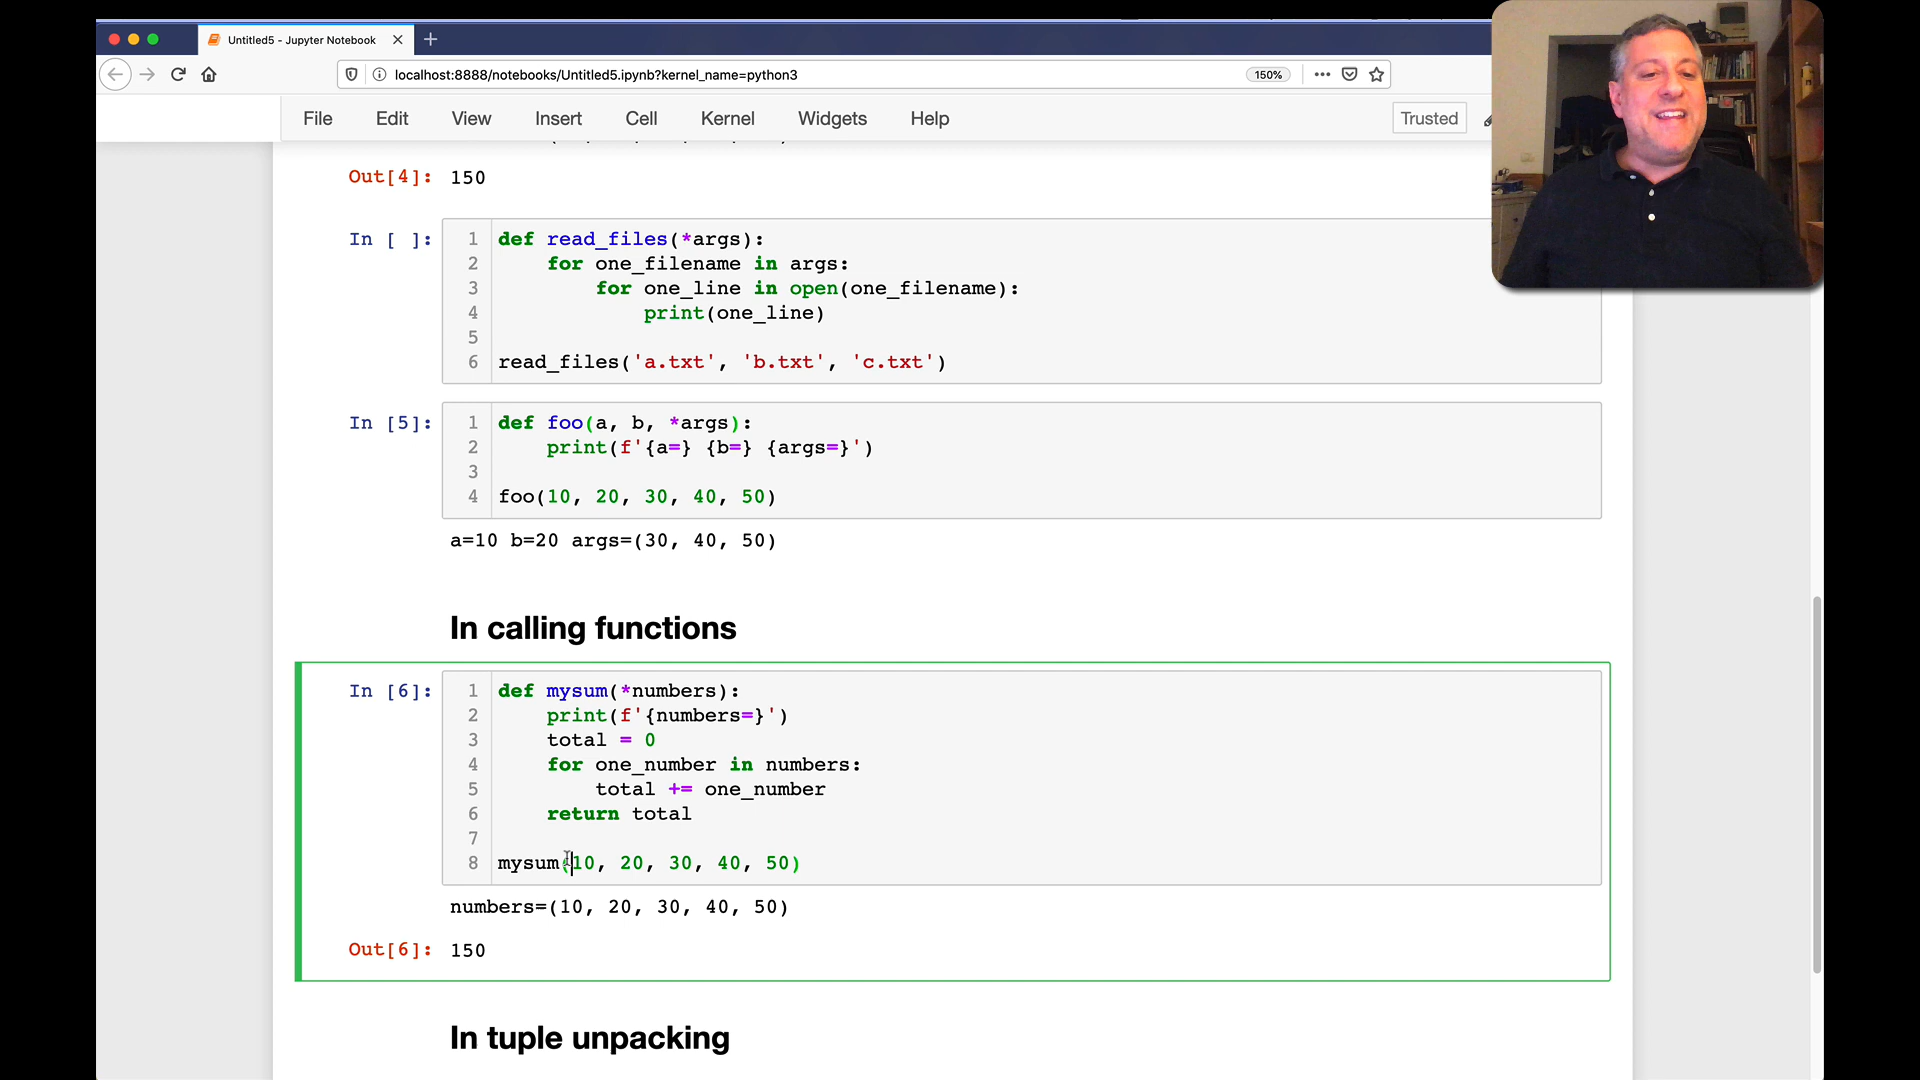 Untitled5 - Jupyter Notebook
localhost:8888/notebooks/Untitled5.ipynb?kernel_name=python3
150%
File Edit View Insert Cell Kernel Widgets Help
Trusted
Out[4]: 150
In [ ]:
1 def read_files(*args):
2     for one_filename in args:
3         for one_line in open(one_filename):
4             print(one_line)
5
6 read_files('a.txt', 'b.txt', 'c.txt')
In [5]:
1 def foo(a, b, *args):
2     print(f'{a=} {b=} {args=}')
3
4 foo(10, 20, 30, 40, 50)
a=10 b=20 args=(30, 40, 50)
In calling functions
In [6]:
1 def mysum(*numbers):
2     print(f'{numbers=}')
3     total = 0
4     for one_number in numbers:
5         total += one_number
6     return total
7
8 mysum(10, 20, 30, 40, 50)
numbers=(10, 20, 30, 40, 50)
Out[6]: 150
In tuple unpacking